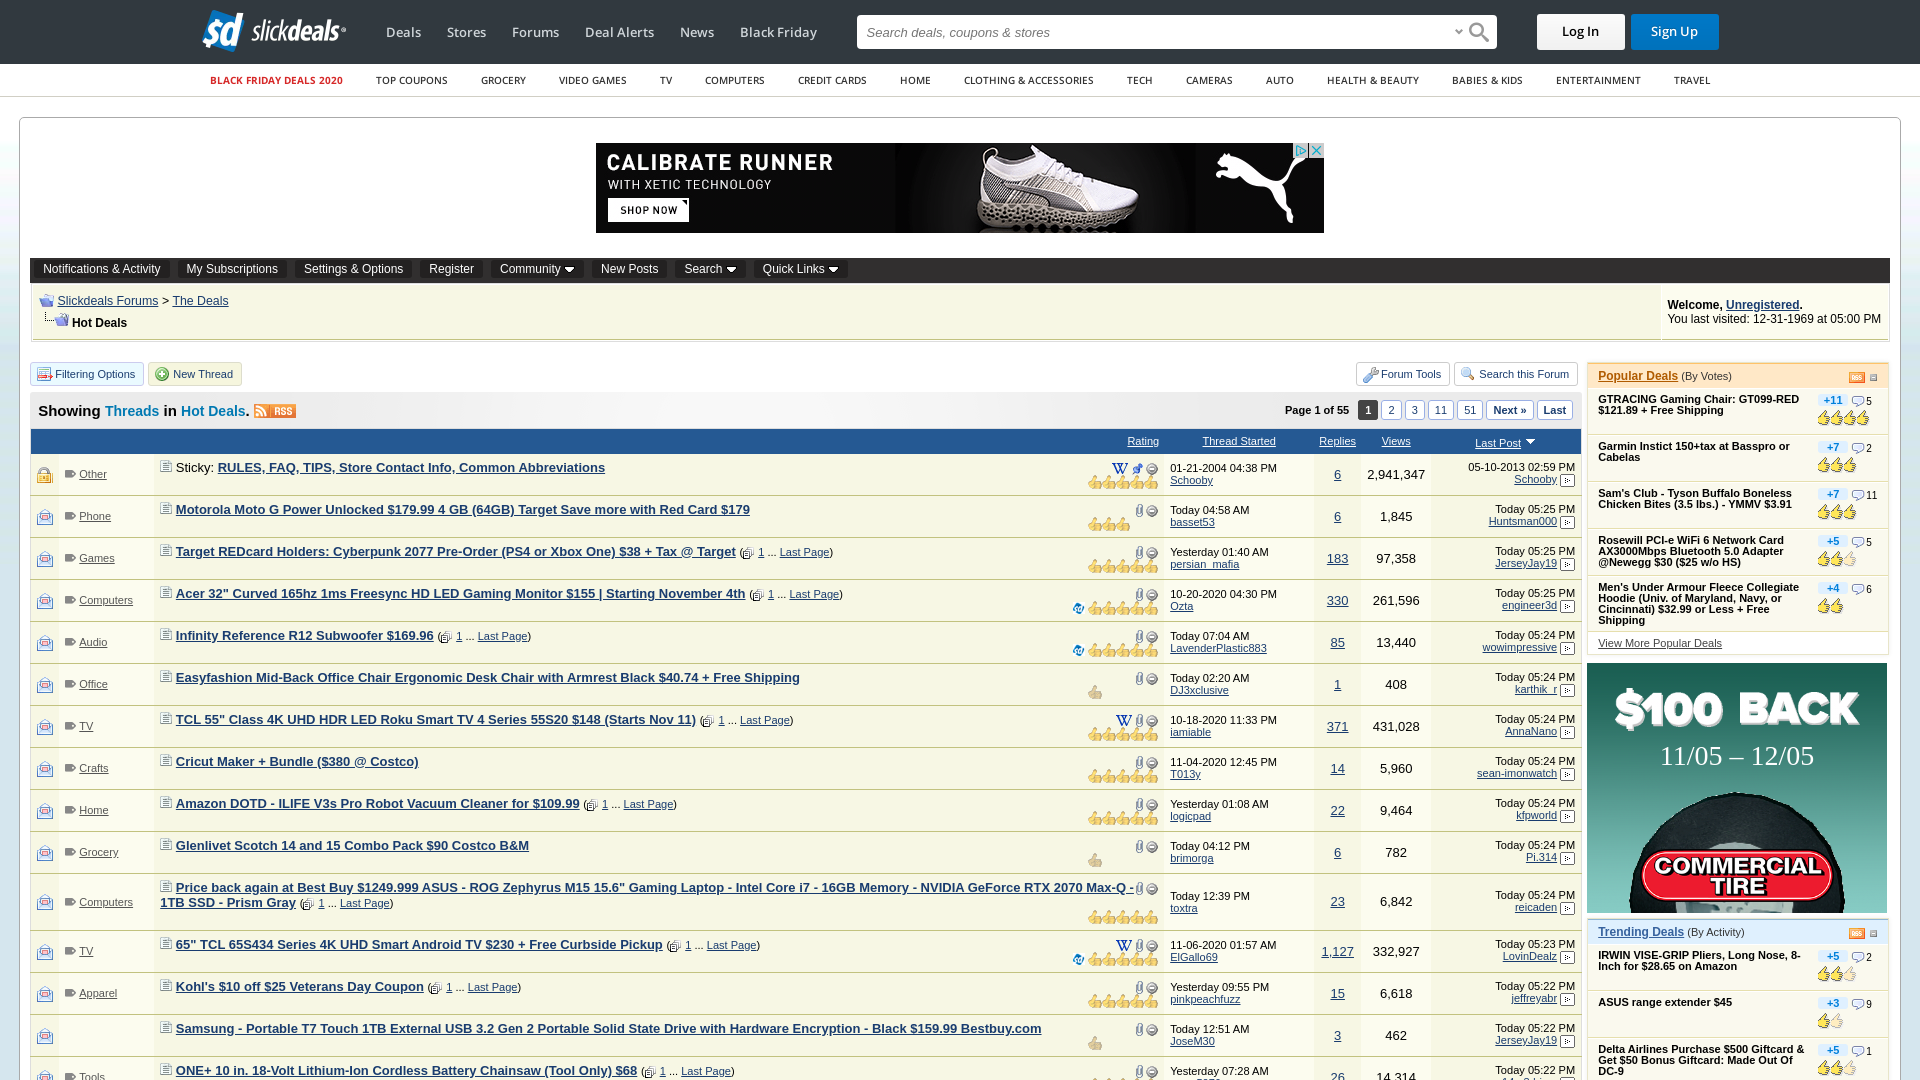 sd slickdeals
Deals Stores Forums Deal Alerts News Black Friday
Search deals, coupons & stores
Log In Sign Up
BLACK FRIDAY DEALS 2020 TOP COUPONS GROCERY VIDEO GAMES TV COMPUTERS CREDIT CARDS HOME CLOTHING & ACCESSORIES TECH CAMERAS AUTO HEALTH & BEAUTY BABIES & KIDS ENTERTAINMENT TRAVEL
CALIBRATE RUNNER
WITH XETIC TECHNOLOGY
SHOP NOW
Notifications & Activity My Subscriptions Settings & Options Register Community New Posts Search Quick Links
Slickdeals Forums > The Deals
Hot Deals
Welcome, Unregistered.
You last visited: 12-31-1969 at 05:00 PM
Filtering Options New Thread Forum Tools Search this Forum
Showing Threads in Hot Deals. RSS
Page 1 of 55 1 2 3 11 51 Next » Last
Rating Thread Started Replies Views Last Post
Other Sticky: RULES, FAQ, TIPS, Store Contact Info, Common Abbreviations W 01-21-2004 04:38 PM 6 2,941,347 05-10-2013 02:59 PM
Schooby Schooby
Phone Motorola Moto G Power Unlocked $179.99 4 GB (64GB) Target Save more with Red Card $179 Today 04:58 AM 6 1,845 Today 05:25 PM
basset53 Huntsman000
Games Target REDcard Holders: Cyberpunk 2077 Pre-Order (PS4 or Xbox One) $38 + Tax @ Target ( 1 ... Last Page) Yesterday 01:40 AM 183 97,358 Today 05:25 PM
persian_mafia JerseyJay19
Computers Acer 32" Curved 165hz 1ms Freesync HD LED Gaming Monitor $155 | Starting November 4th ( 1 ... Last Page) 10-20-2020 04:30 PM 330 261,596 Today 05:25 PM
Ozta engineer3d
Audio Infinity Reference R12 Subwoofer $169.96 ( 1 ... Last Page) Today 07:04 AM 85 13,440 Today 05:24 PM
LavenderPlastic883 wowimpressive
Office Easyfashion Mid-Back Office Chair Ergonomic Desk Chair with Armrest Black $40.74 + Free Shipping Today 02:20 AM 1 408 Today 05:24 PM
DJ3xclusive karthik_r
TV TCL 55" Class 4K UHD HDR LED Roku Smart TV 4 Series 55S20 $148 (Starts Nov 11) ( 1 ... Last Page) W 10-18-2020 11:33 PM 371 431,028 Today 05:24 PM
iamiable AnnaNano
Crafts Cricut Maker + Bundle ($380 @ Costco) 11-04-2020 12:45 PM 14 5,960 Today 05:24 PM
T013y sean-imonwatch
Home Amazon DOTD - ILIFE V3s Pro Robot Vacuum Cleaner for $109.99 ( 1 ... Last Page) Yesterday 01:08 AM 22 9,464 Today 05:24 PM
logicpad kfpworld
Grocery Glenlivet Scotch 14 and 15 Combo Pack $90 Costco B&M Today 04:12 PM 6 782 Today 05:24 PM
brimorga Pi.314
Computers Price back again at Best Buy $1249.999 ASUS - ROG Zephyrus M15 15.6" Gaming Laptop - Intel Core i7 - 16GB Memory - NVIDIA GeForce RTX 2070 Max-Q - Today 12:39 PM 23 6,842 Today 05:24 PM
1TB SSD - Prism Gray ( 1 ... Last Page) toxtra reicaden
TV 65" TCL 65S434 Series 4K UHD Smart Android TV $230 + Free Curbside Pickup ( 1 ... Last Page) W 11-06-2020 01:57 AM 1,127 332,927 Today 05:23 PM
ElGallo69 LovinDealz
Apparel Kohl's $10 off $25 Veterans Day Coupon ( 1 ... Last Page) Yesterday 09:55 PM 15 6,618 Today 05:22 PM
pinkpeachfuzz jeffreyabr
Samsung - Portable T7 Touch 1TB External USB 3.2 Gen 2 Portable Solid State Drive with Hardware Encryption - Black $159.99 Bestbuy.com Today 12:51 AM 3 462 Today 05:22 PM
JoseM30 JerseyJay19
Tools ONE+ 10 in. 18-Volt Lithium-Ion Cordless Battery Chainsaw (Tool Only) $68 ( 1 ... Last Page) Yesterday 07:28 AM 26 14,314 Today 05:22 PM
Popular Deals (By Votes) RSS
GTRACING Gaming Chair: GT099-RED +11 5
$121.89 + Free Shipping
Garmin Instict 150+tax at Basspro or +7 2
Cabelas
Sam's Club - Tyson Buffalo Boneless +7 11
Chicken Bites (3.5 lbs.) - YMMV $3.91
Rosewill PCI-e WiFi 6 Network Card +5 5
AX3000Mbps Bluetooth 5.0 Adapter
@Newegg $30 ($25 w/o HS)
Men's Under Armour Fleece Collegiate +4 6
Hoodie (Univ. of Maryland, Navy, or
Cincinnati) $32.99 or Less + Free
Shipping
View More Popular Deals
$100 BACK
11/05 – 12/05
COMMERCIAL
TIRE
Trending Deals (By Activity) RSS
IRWIN VISE-GRIP Pliers, Long Nose, 8- +5 2
Inch for $28.65 on Amazon
ASUS range extender $45 +3 9
Delta Airlines Purchase $500 Giftcard & +5 1
Get $50 Bonus Giftcard: Made Out Of
DC-9